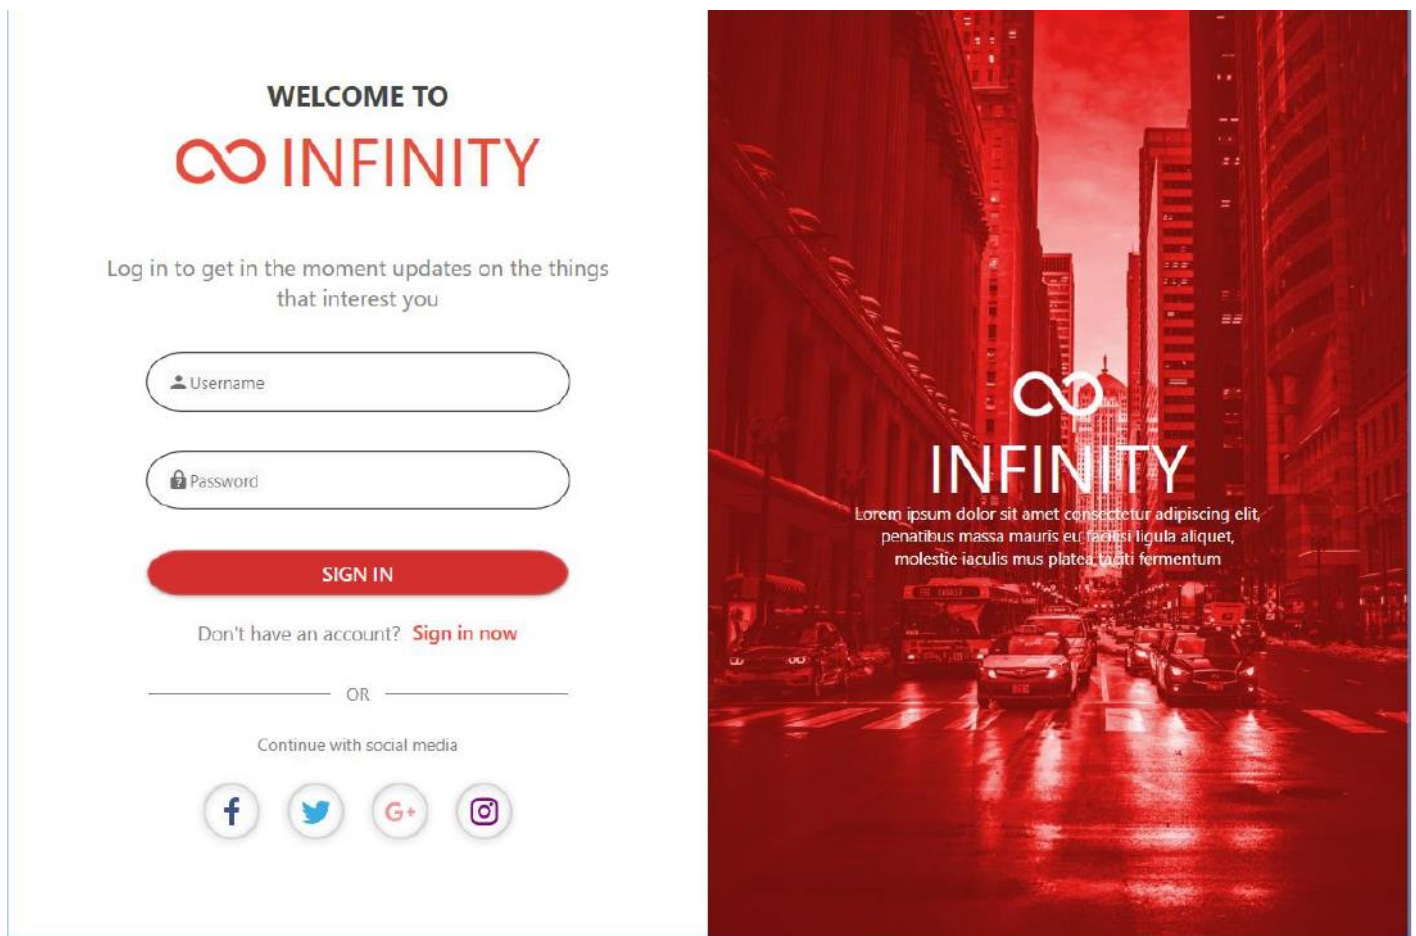 WELCOME TO
INFINITY
Log in to get in the moment updates on the things
that interest you
Username
Password
SIGN IN
Don't have an account? Sign in now
OR
Continue with social media
f
G+
INFINITY
Lorem ipsum dolor sit amet consectetur adipiscing elit,
penatibus massa mauris eu facilisi ligula aliquet,
molestie iaculis mus platea taciti fermentum